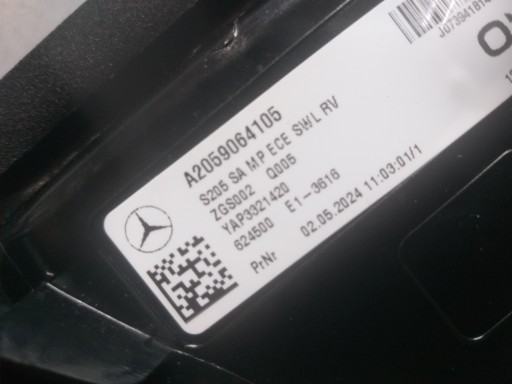 A2059064105
S205 SA MP ECE SWL RV
ZGS002 Q005
YAP3321420
624500 E1-3616
PrNr 02.05.2024 11:03:01/1